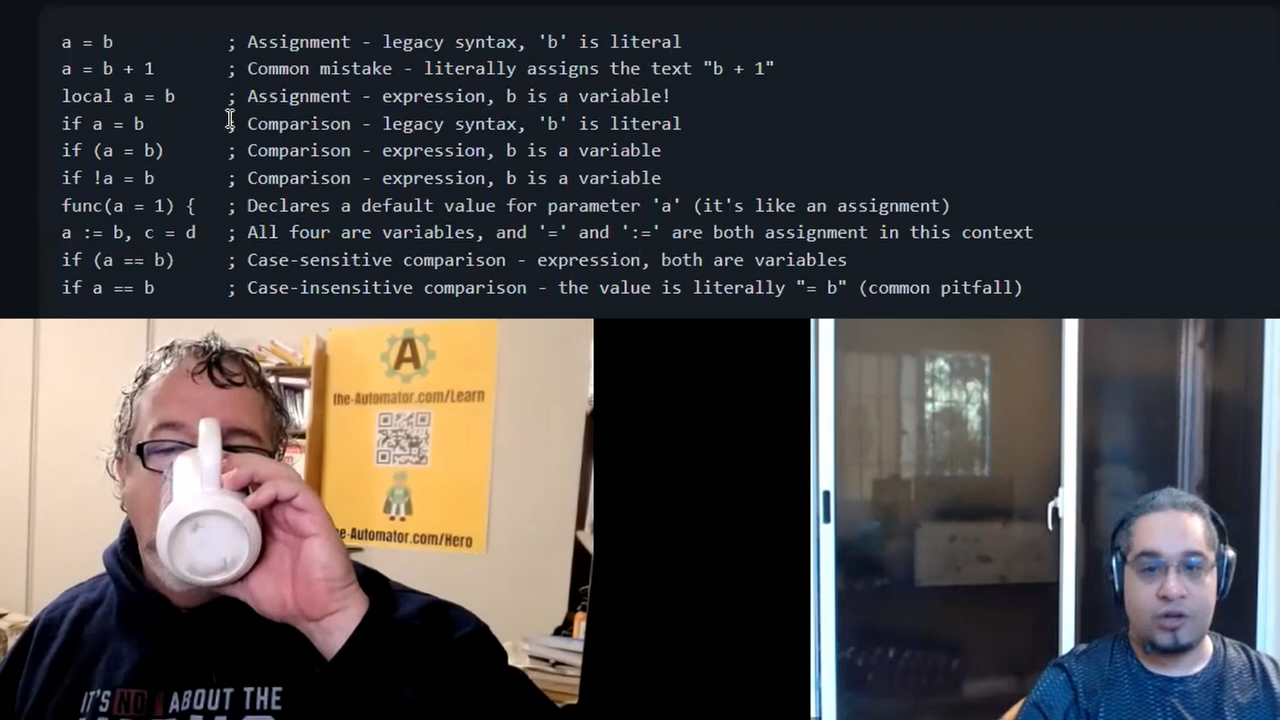 a = b ; Assignment - legacy syntax, 'b' is literal
a = b + 1 ; Common mistake - literally assigns the text "b + 1"
local a = b ; Assignment - expression, b is a variable!
if a = b ; Comparison - legacy syntax, 'b' is literal
if (a = b) ; Comparison - expression, b is a variable
if !a = b ; Comparison - expression, b is a variable
func(a = 1) { ; Declares a default value for parameter 'a' (it's like an assignment)
a := b, c = d ; All four are variables, and '=' and ':=' are both assignment in this context
if (a == b) ; Case-sensitive comparison - expression, both are variables
if a == b ; Case-insensitive comparison - the value is literally "= b" (common pitfall)
A
the-Automator.com/Learn
he-Automator.com/Hero
IT'S NOT ABOUT THE